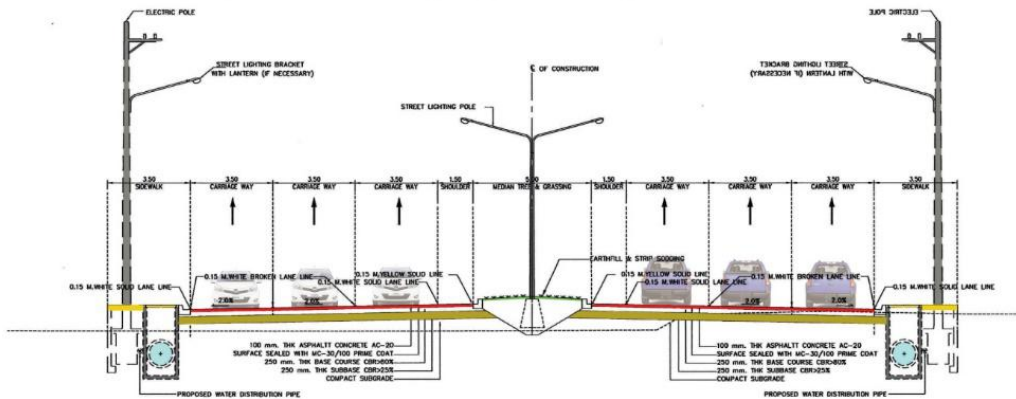 ELECTRIC POLE
ELECTRIC POLE
STREET LIGHTING BRACKET
WITH LANTERN (IF NECESSARY)
℄ OF CONSTRUCTION
STREET LIGHTING BRACKET
WITH LANTERN (IF NECESSARY)
STREET LIGHTING POLE
3.50 3.50 3.50 3.50 1.50 5.00 1.50 3.50 3.50 3.50 3.50
SIDEWALK CARRIAGE WAY CARRIAGE WAY CARRIAGE WAY SHOULDER MEDIAN TREE & GRASSING SHOULDER CARRIAGE WAY CARRIAGE WAY CARRIAGE WAY SIDEWALK
EARTHFILL & STRIP SODDING
0.15 M.WHITE BROKEN LANE LINE 0.15 M.YELLOW SOLID LINE 0.15 M.YELLOW SOLID LINE 0.15 M.WHITE BROKEN LANE LINE
0.15 M.WHITE SOLID LANE LINE 0.15 M.WHITE SOLID LINE 0.15 M.WHITE SOLID LINE 0.15 M.WHITE SOLID LANE LINE
2.0% 2.0% 2.0% 2.0%
100 mm. THK ASPHALTT CONCRETE AC-20
SURFACE SEALED WITH MC-30/100 PRIME COAT
250 mm. THK BASE COURSE CBR>80%
250 mm. THK SUBBASE CBR>25%
COMPACT SUBGRADE
100 mm. THK ASPHALTT CONCRETE AC-20
SURFACE SEALED WITH MC-30/100 PRIME COAT
250 mm. THK BASE COURSE CBR>80%
250 mm. THK SUBBASE CBR>25%
COMPACT SUBGRADE
PROPOSED WATER DISTRIBUTION PIPE
PROPOSED WATER DISTRIBUTION PIPE